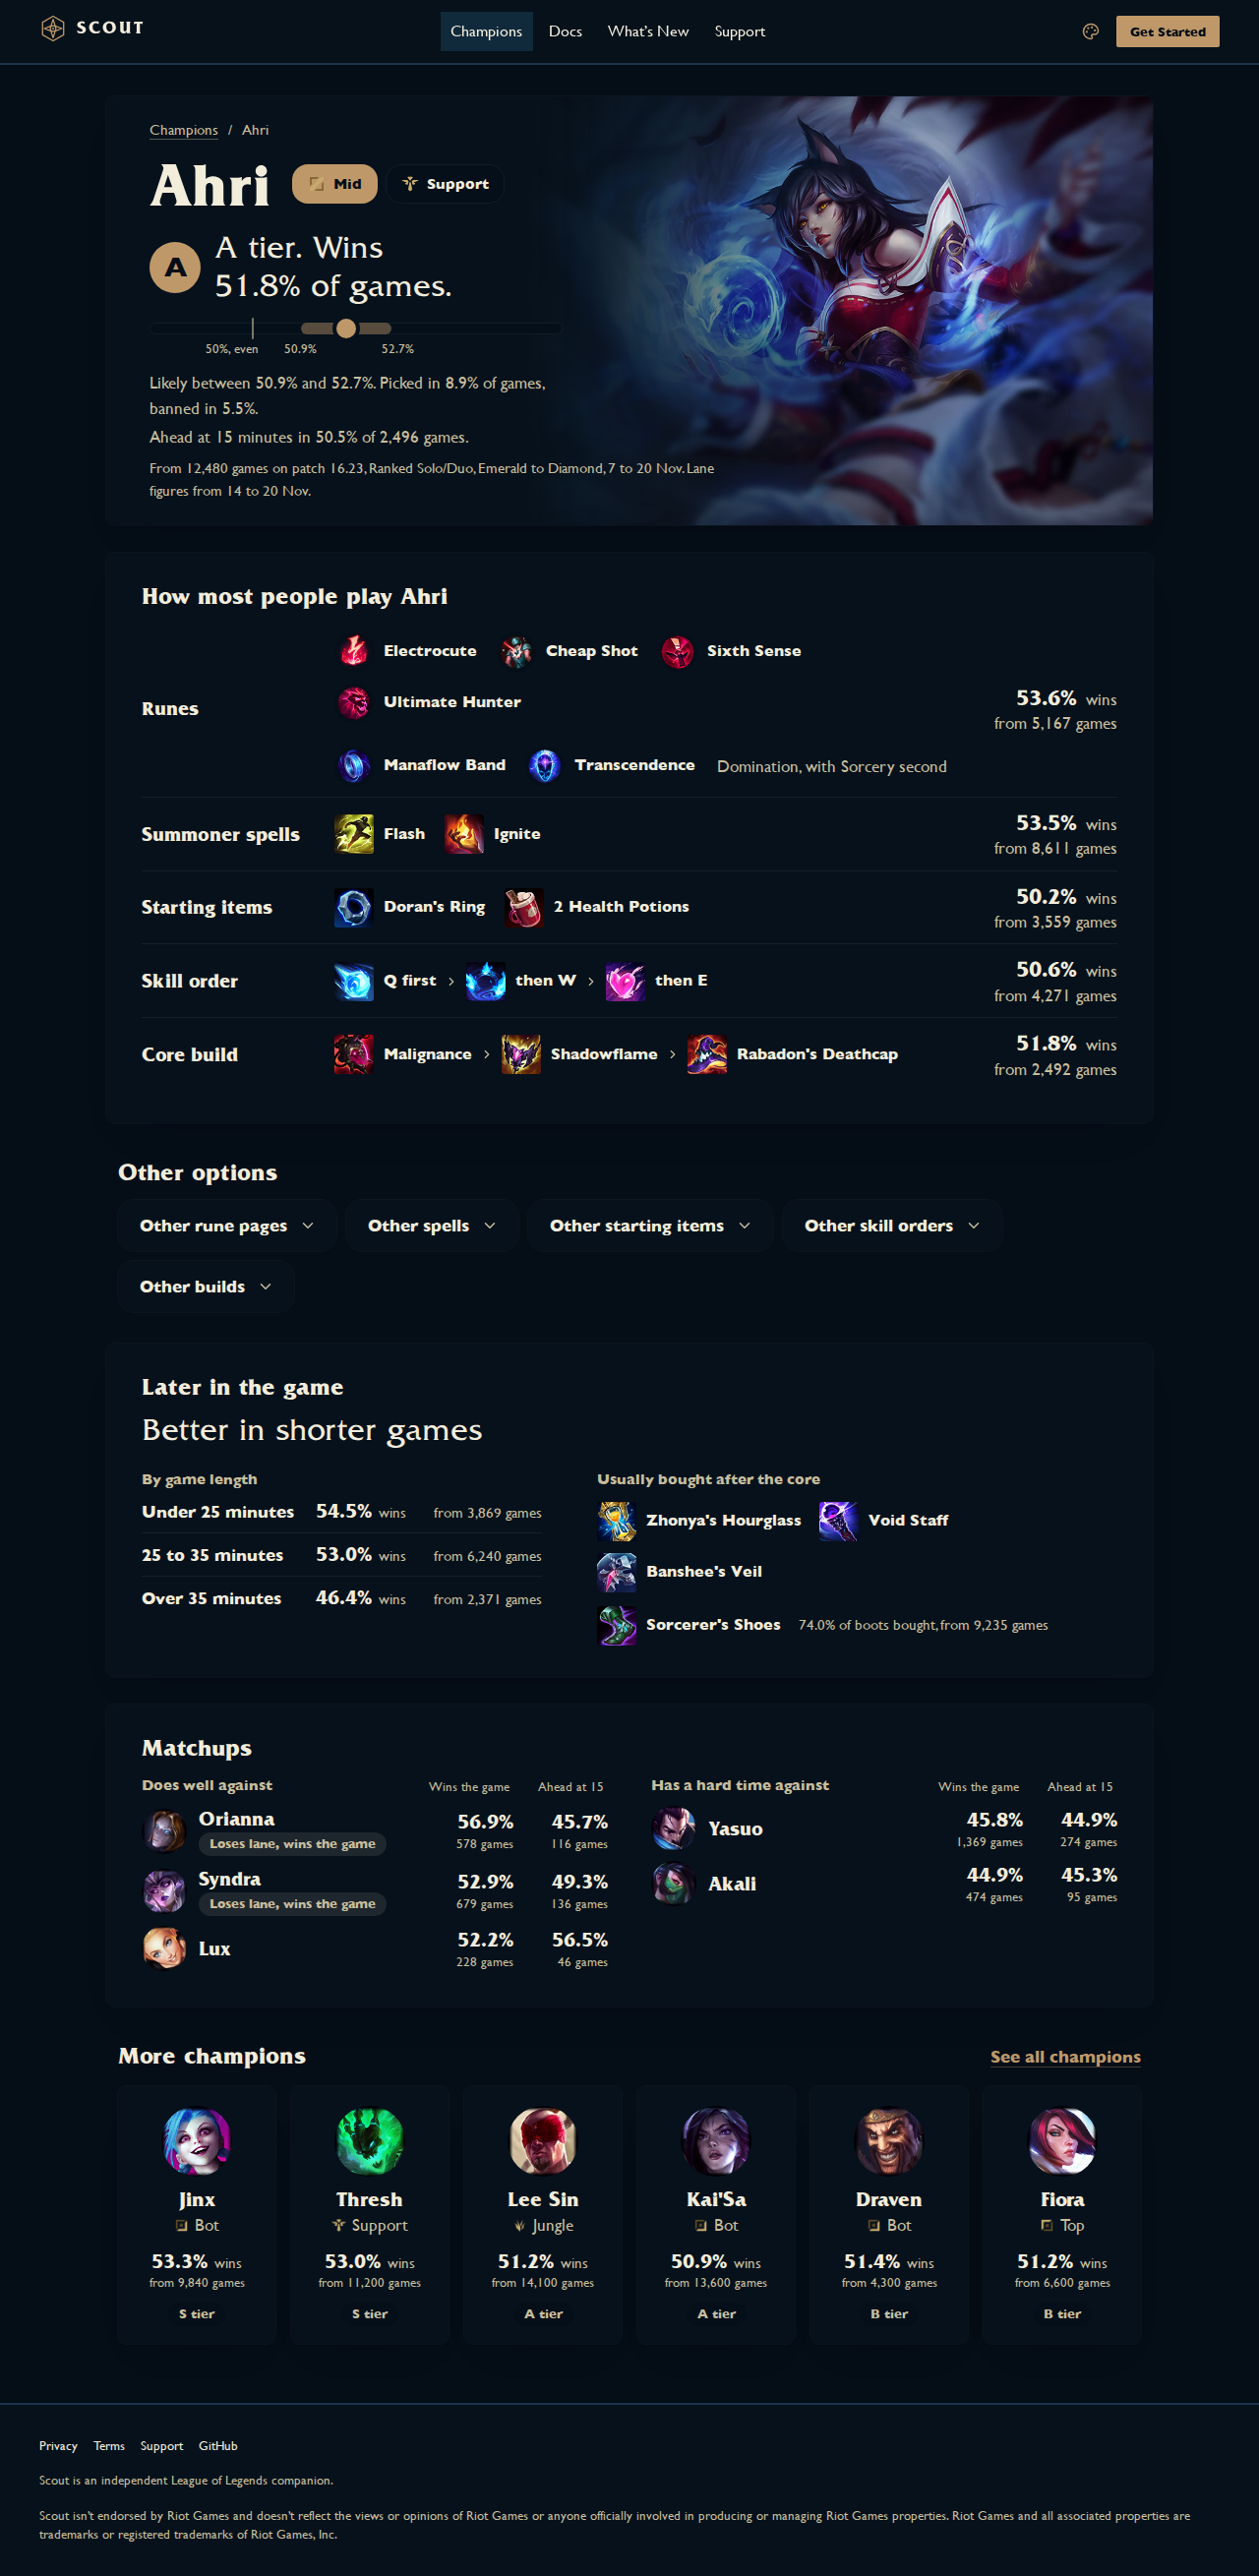 SCOUT
Champions Docs What's New Support
Get Started
Champions / Ahri
Ahri Mid Support
A A tier. Wins
51.8% of games.
50%, even 50.9% 52.7%
Likely between 50.9% and 52.7%. Picked in 8.9% of games,
banned in 5.5%.
Ahead at 15 minutes in 50.5% of 2,496 games.
From 12,480 games on patch 16.23, Ranked Solo/Duo, Emerald to Diamond, 7 to 20 Nov. Lane
figures from 14 to 20 Nov.
How most people play Ahri
Runes
Electrocute Cheap Shot Sixth Sense
Ultimate Hunter
Manaflow Band Transcendence Domination, with Sorcery second
53.6% wins
from 5,167 games
Summoner spells Flash Ignite
53.5% wins
from 8,611 games
Starting items Doran's Ring 2 Health Potions
50.2% wins
from 3,559 games
Skill order Q first › then W › then E
50.6% wins
from 4,271 games
Core build Malignance › Shadowflame › Rabadon's Deathcap
51.8% wins
from 2,492 games
Other options
Other rune pages Other spells Other starting items Other skill orders
Other builds
Later in the game
Better in shorter games
By game length
Under 25 minutes 54.5% wins from 3,869 games
25 to 35 minutes 53.0% wins from 6,240 games
Over 35 minutes 46.4% wins from 2,371 games
Usually bought after the core
Zhonya's Hourglass Void Staff
Banshee's Veil
Sorcerer's Shoes 74.0% of boots bought, from 9,235 games
Matchups
Does well against Wins the game Ahead at 15
Orianna
Loses lane, wins the game
56.9% 45.7%
578 games 116 games
Syndra
Loses lane, wins the game
52.9% 49.3%
679 games 136 games
Lux
52.2% 56.5%
228 games 46 games
Has a hard time against Wins the game Ahead at 15
Yasuo
45.8% 44.9%
1,369 games 274 games
Akali
44.9% 45.3%
474 games 95 games
More champions
See all champions
Jinx
Bot
53.3% wins
from 9,840 games
S tier
Thresh
Support
53.0% wins
from 11,200 games
S tier
Lee Sin
Jungle
51.2% wins
from 14,100 games
A tier
Kai'Sa
Bot
50.9% wins
from 13,600 games
A tier
Draven
Bot
51.4% wins
from 4,300 games
B tier
Fiora
Top
51.2% wins
from 6,600 games
B tier
Privacy Terms Support GitHub
Scout is an independent League of Legends companion.
Scout isn't endorsed by Riot Games and doesn't reflect the views or opinions of Riot Games or anyone officially involved in producing or managing Riot Games properties. Riot Games and all associated properties are
trademarks or registered trademarks of Riot Games, Inc.